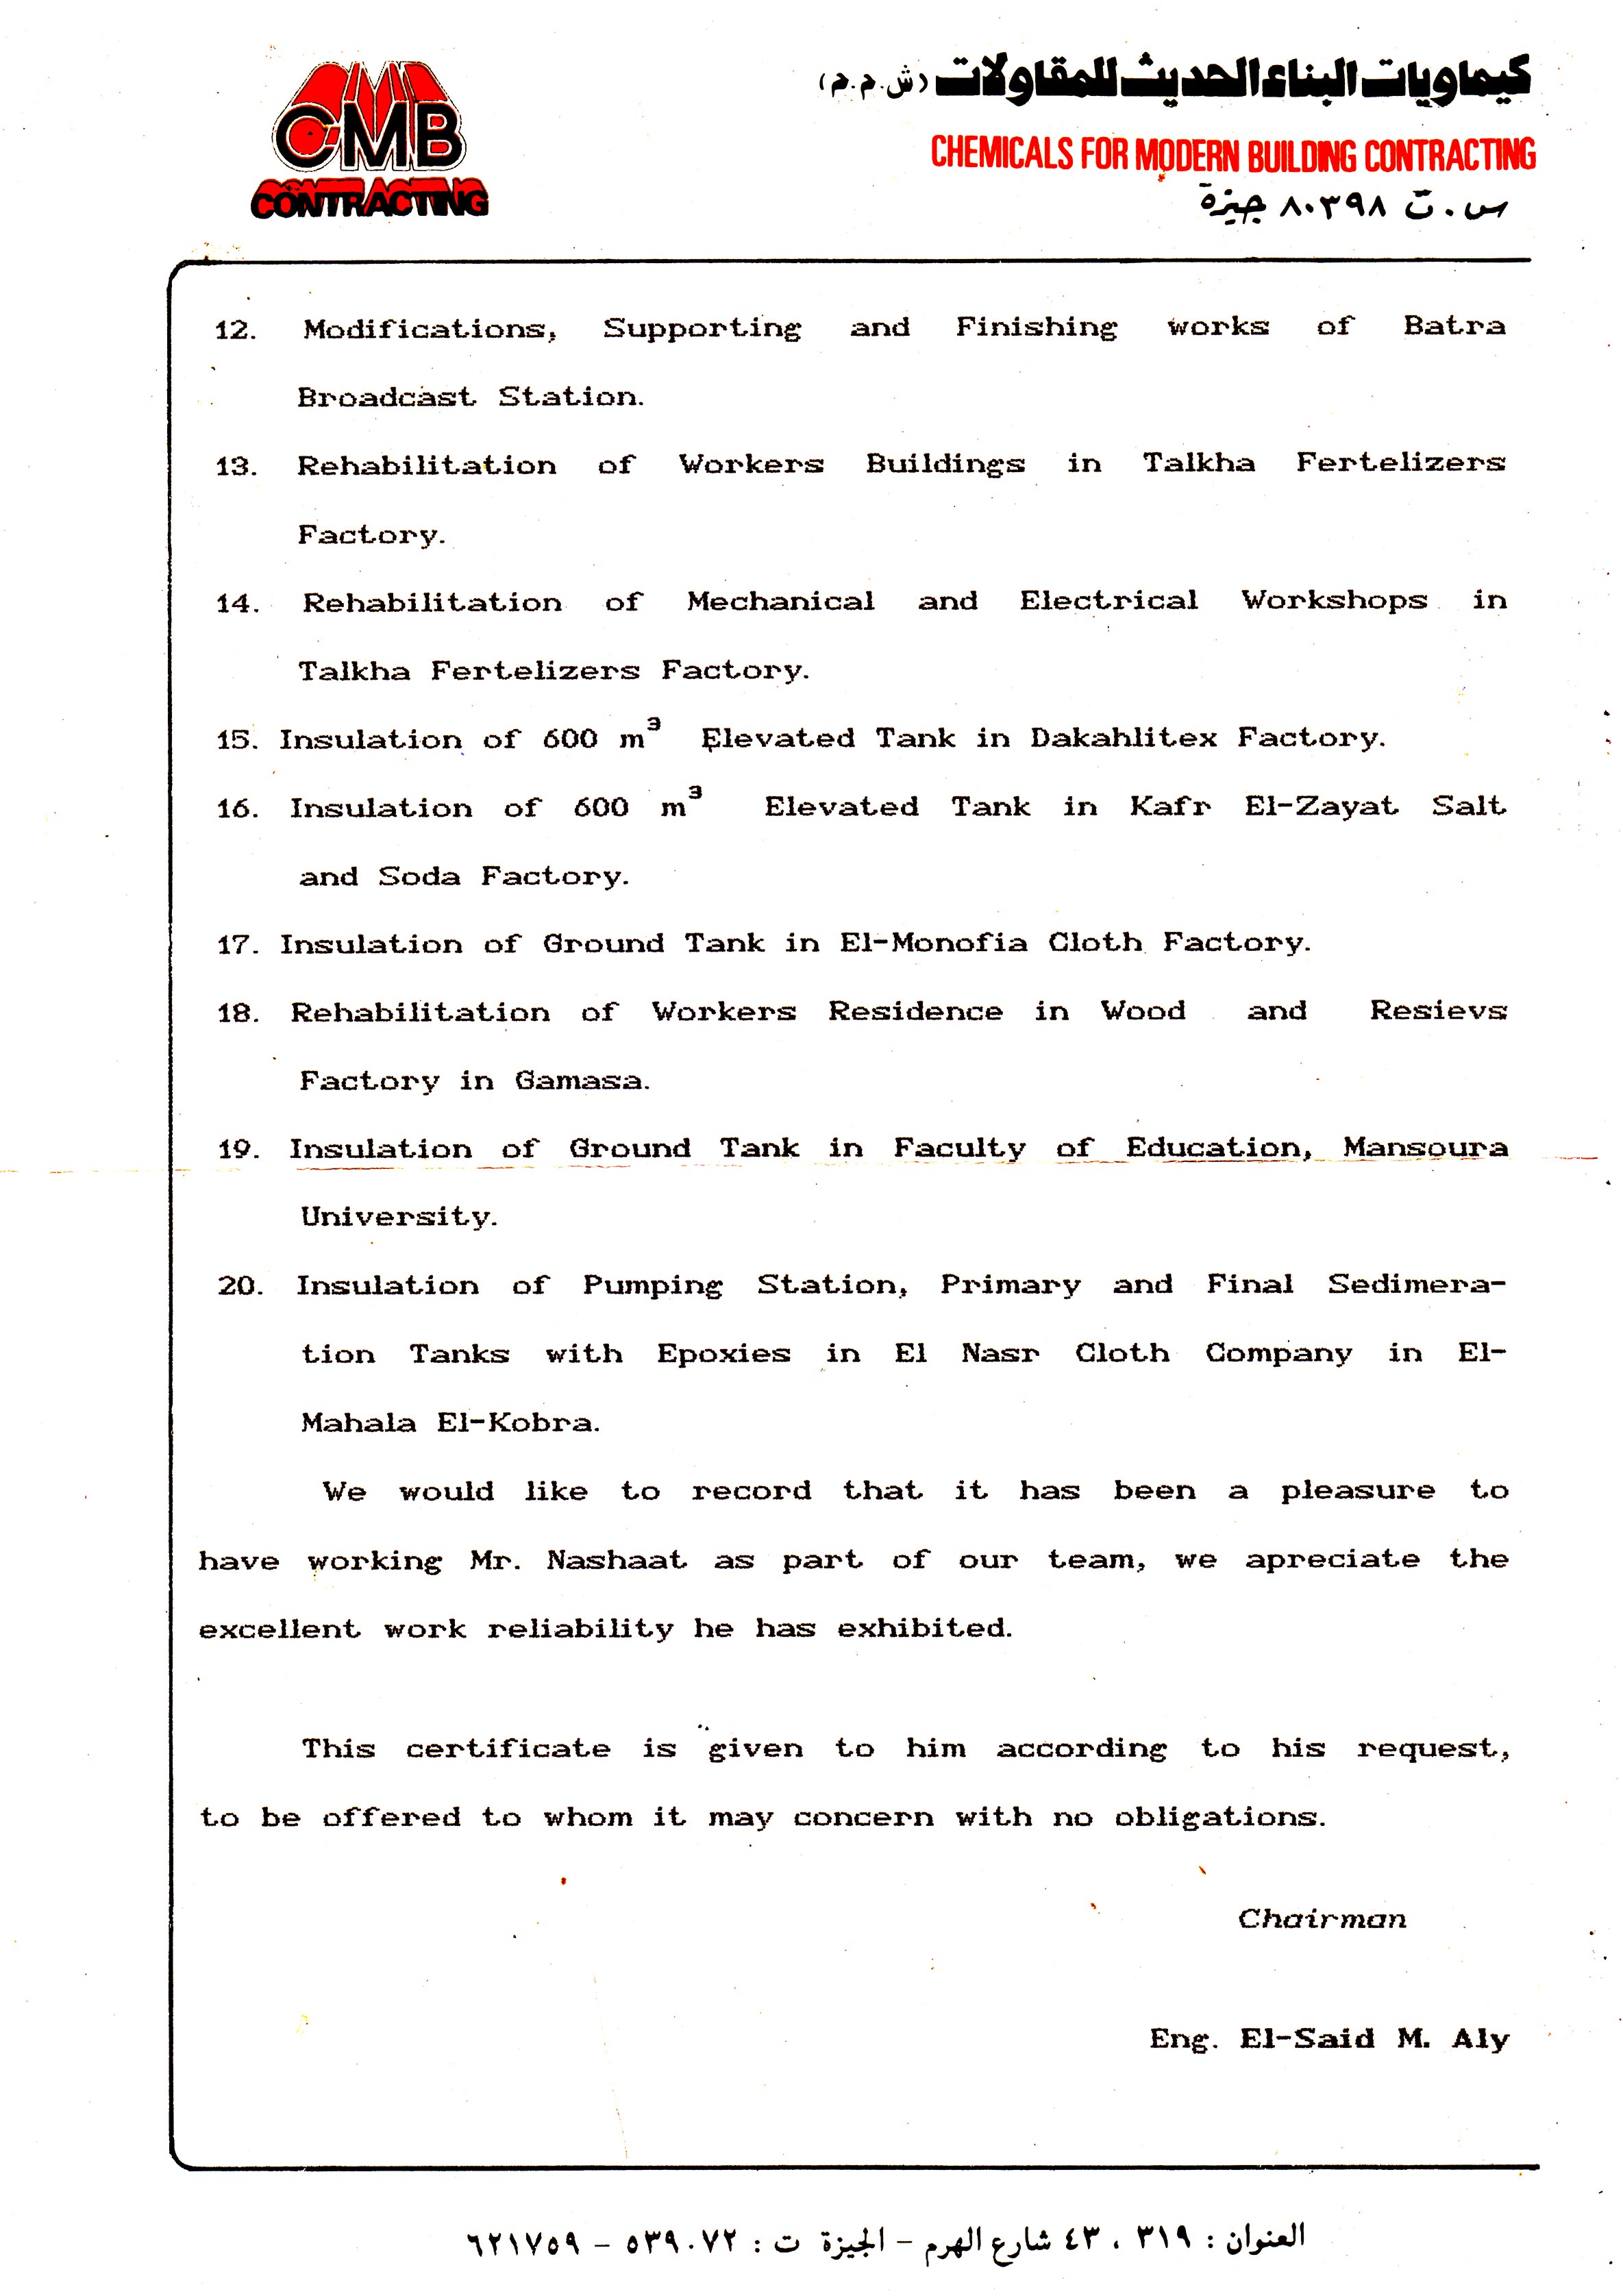 CMB
CONTRACTING
كيماويات البناء الحديث للمقاولات (ش.م.م)
CHEMICALS FOR MODERN BUILDING CONTRACTING
س.ت ٨٠٣٩٨ جيزة
12. Modifications, Supporting and Finishing works of Batra
Broadcast Station.
13. Rehabilitation of Workers Buildings in Talkha Fertelizers
Factory.
14. Rehabilitation of Mechanical and Electrical Workshops in
Talkha Fertelizers Factory.
15. Insulation of 600 m³ Elevated Tank in Dakahlitex Factory.
16. Insulation of 600 m³ Elevated Tank in Kafr El-Zayat Salt
and Soda Factory.
17. Insulation of Ground Tank in El-Monofia Cloth Factory.
18. Rehabilitation of Workers Residence in Wood and Resievs
Factory in Gamasa.
19. Insulation of Ground Tank in Faculty of Education, Mansoura
University.
20. Insulation of Pumping Station, Primary and Final Sedimera-
tion Tanks with Epoxies in El Nasr Cloth Company in El-
Mahala El-Kobra.
We would like to record that it has been a pleasure to
have working Mr. Nashaat as part of our team, we apreciate the
excellent work reliability he has exhibited.
This certificate is given to him according to his request,
to be offered to whom it may concern with no obligations.
Chairman
Eng. El-Said M. Aly
العنوان : ٣١٩ ، ٤٣ شارع الهرم – الجيزة ت : ٥٣٩٠٧٢ – ٦٢١٧٥٩